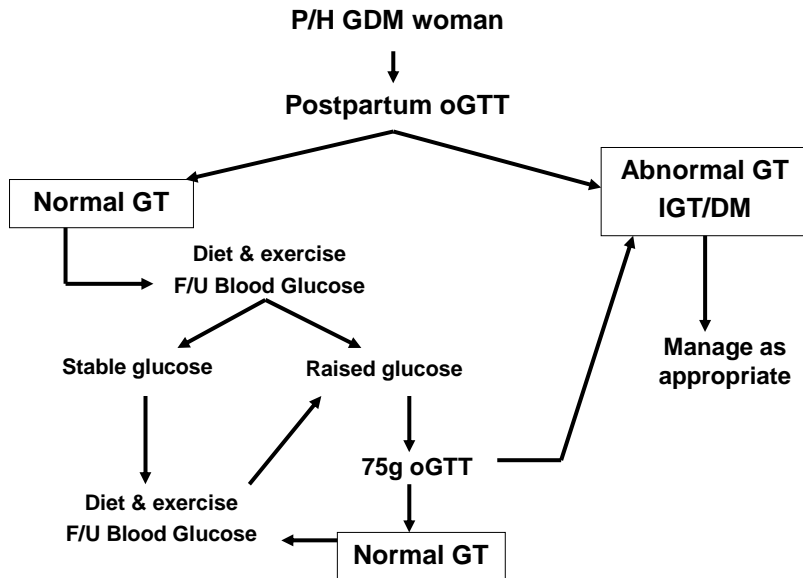 P/H GDM woman
Postpartum oGTT
Normal GT
Abnormal GT
IGT/DM
Diet & exercise
F/U Blood Glucose
Stable glucose
Raised glucose
Manage as
appropriate
75g oGTT
Diet & exercise
F/U Blood Glucose
Normal GT